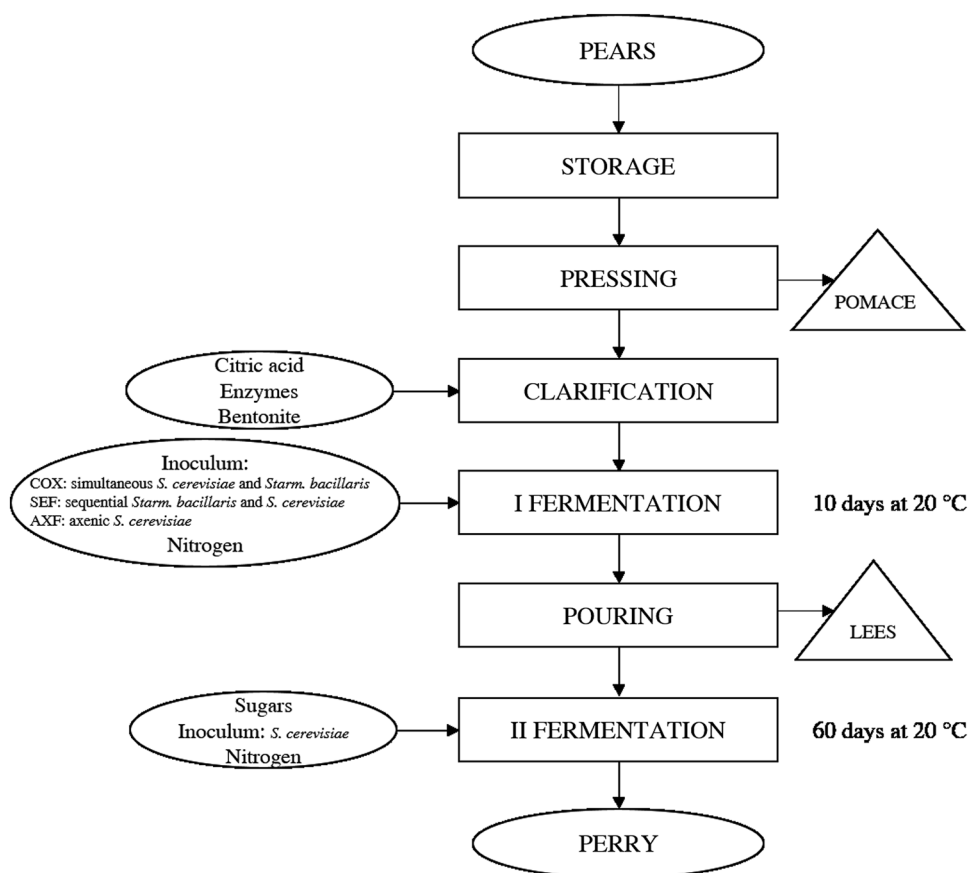 PEARS
STORAGE
PRESSING
POMACE
Citric acid
Enzymes
Bentonite
CLARIFICATION
Inoculum:
COX: simultaneous S. cerevisiae and Starm. bacillaris
SEF: sequential Starm. bacillaris and S. cerevisiae
AXF: axenic S. cerevisiae
Nitrogen
I FERMENTATION
10 days at 20 °C
POURING
LEES
Sugars
Inoculum: S. cerevisiae
Nitrogen
II FERMENTATION
60 days at 20 °C
PERRY